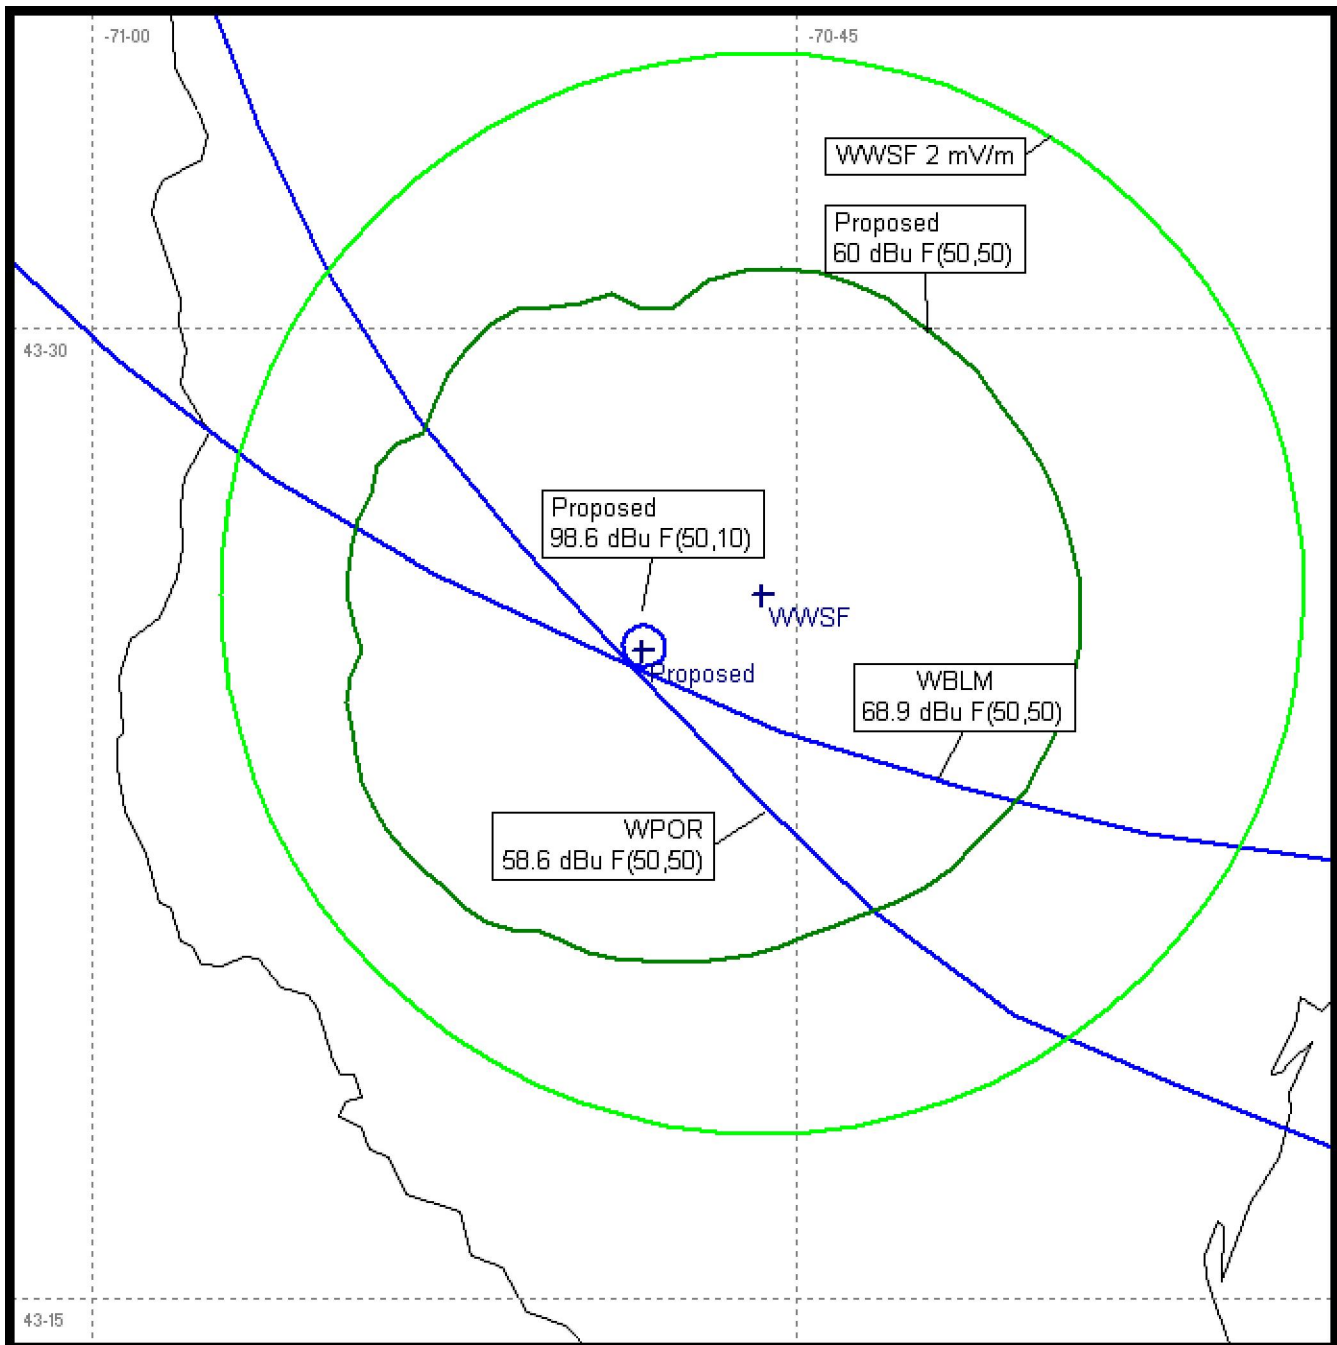 -71-00
-70-45
WWSF 2 mV/m
Proposed
60 dBu F(50,50)
43-30
Proposed
98.6 dBu F(50,10)
WWSF
Proposed
WBLM
68.9 dBu F(50,50)
WPOR
58.6 dBu F(50,50)
43-15